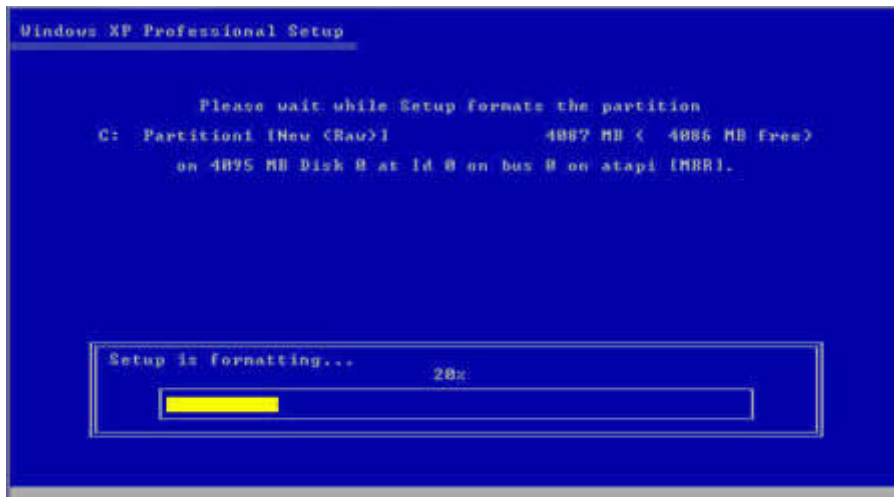 Windows XP Professional Setup
Please wait while Setup formats the partition
C: Partition1 [New (Raw)] 4087 MB ( 4086 MB free)
on 4095 MB Disk 0 at Id 0 on bus 0 on atapi [MBR].
Setup is formatting...
20%